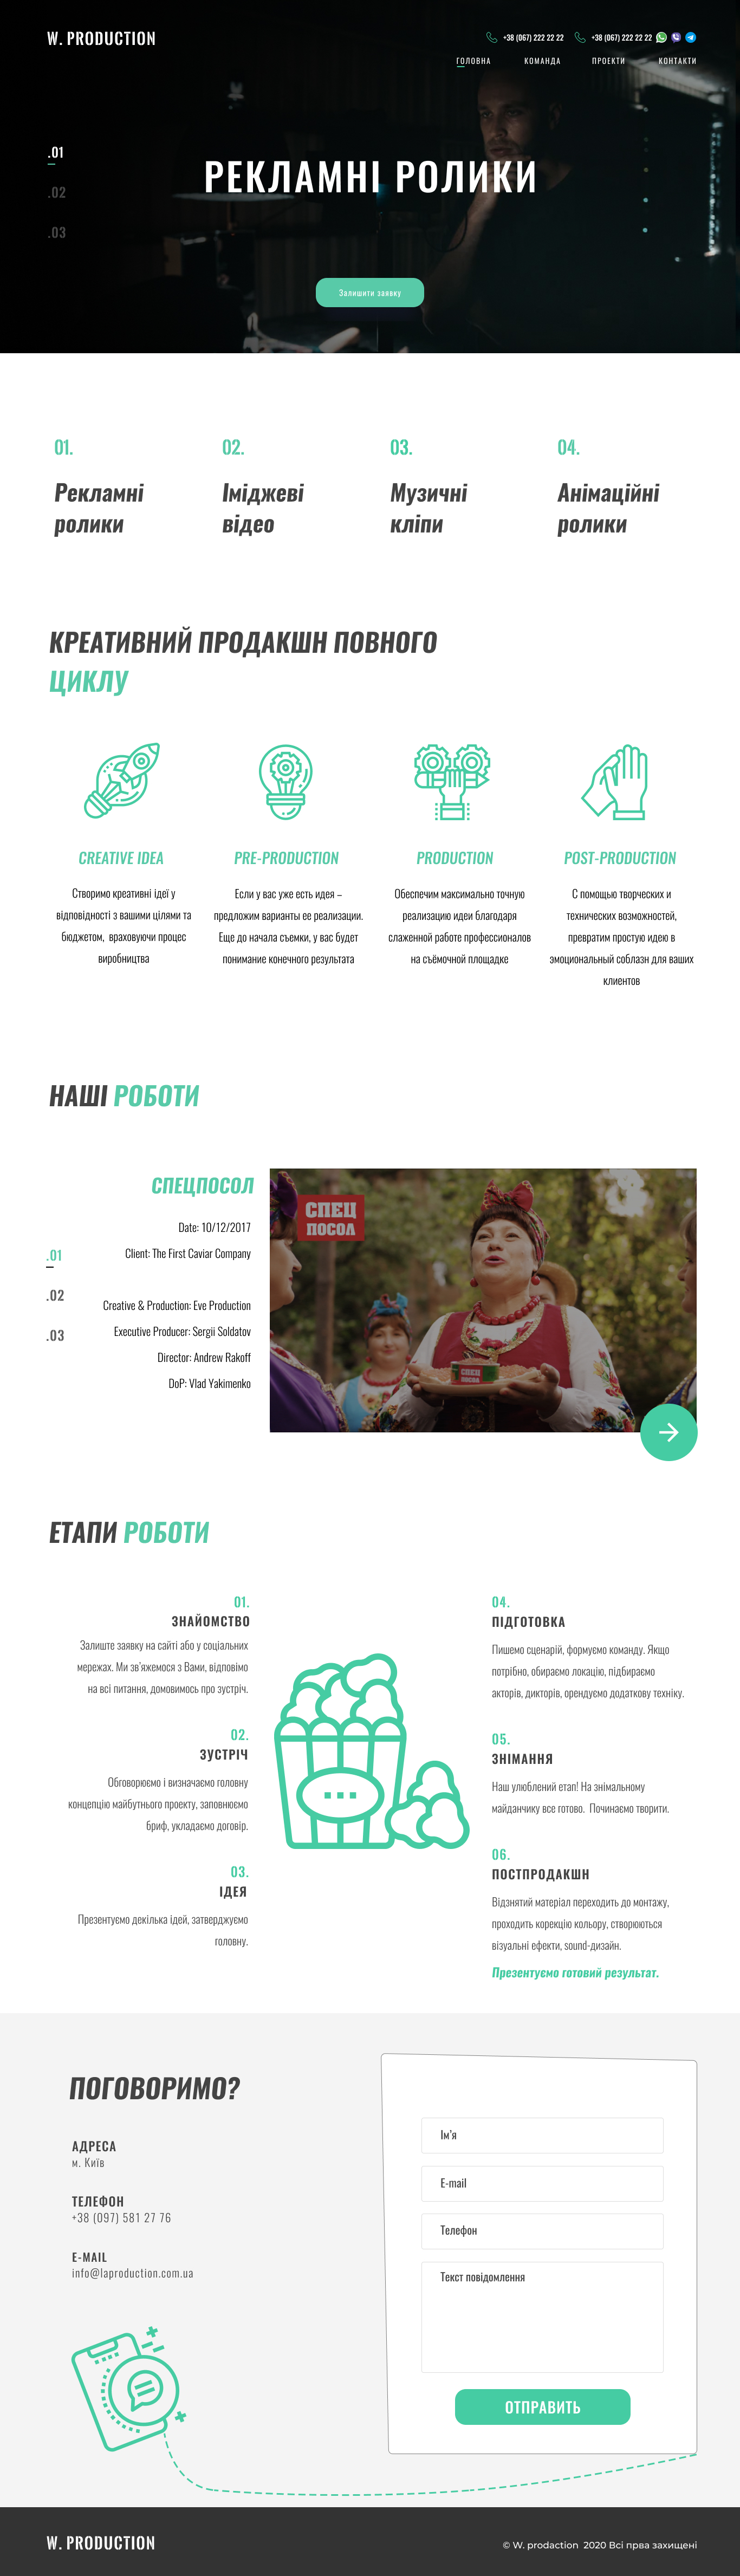 W. PRODUCTION
+38 (067) 222 22 22
+38 (067) 222 22 22
ГОЛОВНА
КОМАНДА
ПРОЕКТИ
КОНТАКТИ
.01
.02
.03
РЕКЛАМНІ РОЛИКИ
Залишити заявку
01.
Рекламні
ролики
02.
Іміджеві
відео
03.
Музичні
кліпи
04.
Анімаційні
ролики
КРЕАТИВНИЙ ПРОДАКШН ПОВНОГО
ЦИКЛУ
CREATIVE IDEA
Створимо креативні ідеї у
відповідності з вашими цілями та
бюджетом, враховуючи процес
виробництва
PRE-PRODUCTION
Если у вас уже есть идея –
предложим варианты ее реализации.
Еще до начала съемки, у вас будет
понимание конечного результата
PRODUCTION
Обеспечим максимально точную
реализацию идеи благодаря
слаженной работе профессионалов
на съёмочной площадке
POST-PRODUCTION
С помощью творческих и
технических возможностей,
превратим простую идею в
эмоциональный соблазн для ваших
клиентов
НАШІ РОБОТИ
.01
.02
.03
СПЕЦПОСОЛ
Date: 10/12/2017
Client: The First Caviar Company
Creative & Production: Eve Production
Executive Producer: Sergii Soldatov
Director: Andrew Rakoff
DoP: Vlad Yakimenko
СПЕЦ
ПОСОЛ
СПЕЦ
ПОСОЛ
ЕТАПИ РОБОТИ
01.
ЗНАЙОМСТВО
Залиште заявку на сайті або у соціальних
мережах. Ми зв'яжемося з Вами, відповімо
на всі питання, домовимось про зустріч.
02.
ЗУСТРІЧ
Обговорюємо і визначаємо головну
концепцію майбутнього проекту, заповнюємо
бриф, укладаємо договір.
03.
ІДЕЯ
Презентуємо декілька ідей, затверджуємо
головну.
04.
ПІДГОТОВКА
Пишемо сценарій, формуємо команду. Якщо
потрібно, обираємо локацію, підбираємо
акторів, дикторів, орендуємо додаткову техніку.
05.
ЗНІМАННЯ
Наш улюблений етап! На знімальному
майданчику все готово. Починаємо творити.
06.
ПОСТПРОДАКШН
Відзнятий матеріал переходить до монтажу,
проходить корекцію кольору, створюються
візуальні ефекти, sound-дизайн.
Презентуємо готовий результат.
ПОГОВОРИМО?
АДРЕСА
м. Київ
ТЕЛЕФОН
+38 (097) 581 27 76
E-MAIL
info@laproduction.com.ua
Ім'я
E-mail
Телефон
Текст повідомлення
ОТПРАВИТЬ
W. PRODUCTION
© W. prodaction 2020 Всі прва захищені